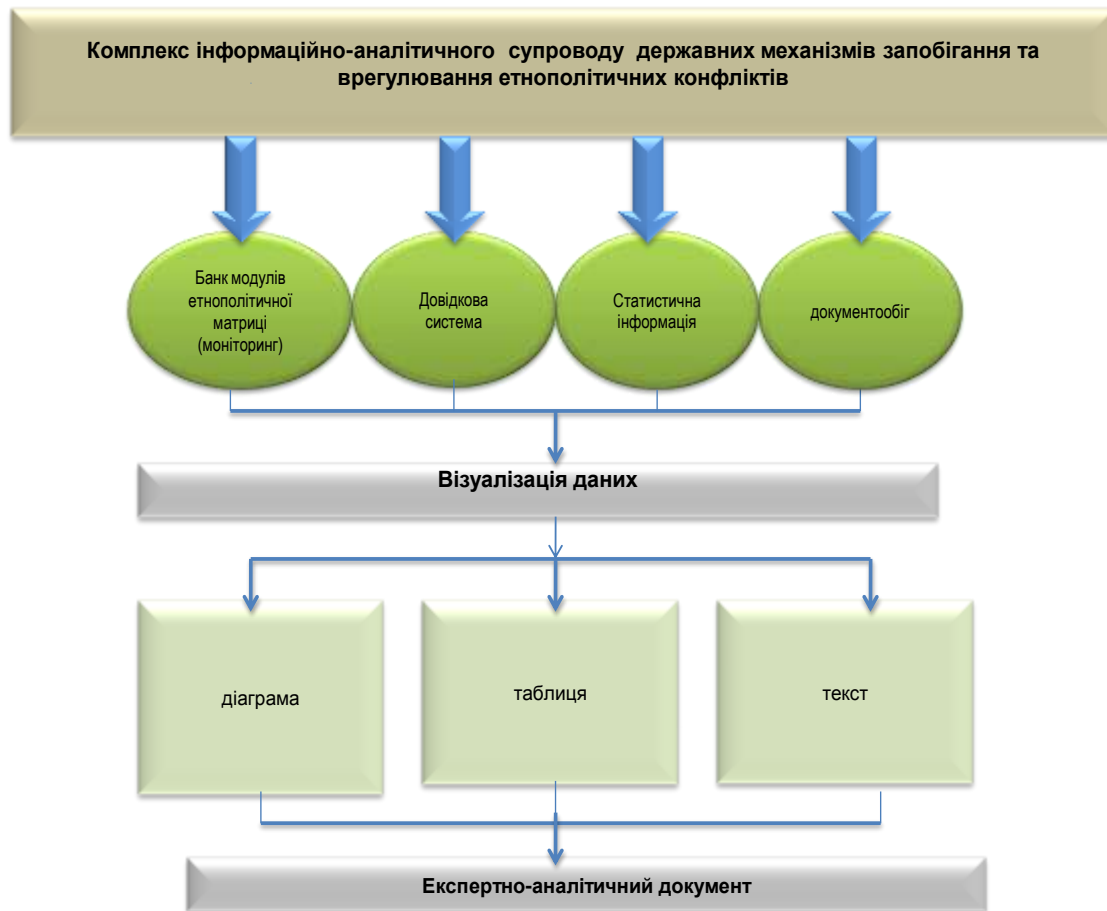 Комплекс інформаційно-аналітичного супроводу державних механізмів запобігання та
врегулювання етнополітичних конфліктів
Банк модулів
етнополітичної
матриці
(моніторинг)
Довідкова
система
Статистична
інформація
документообіг
Візуалізація даних
діаграма
таблиця
текст
Експертно-аналітичний документ